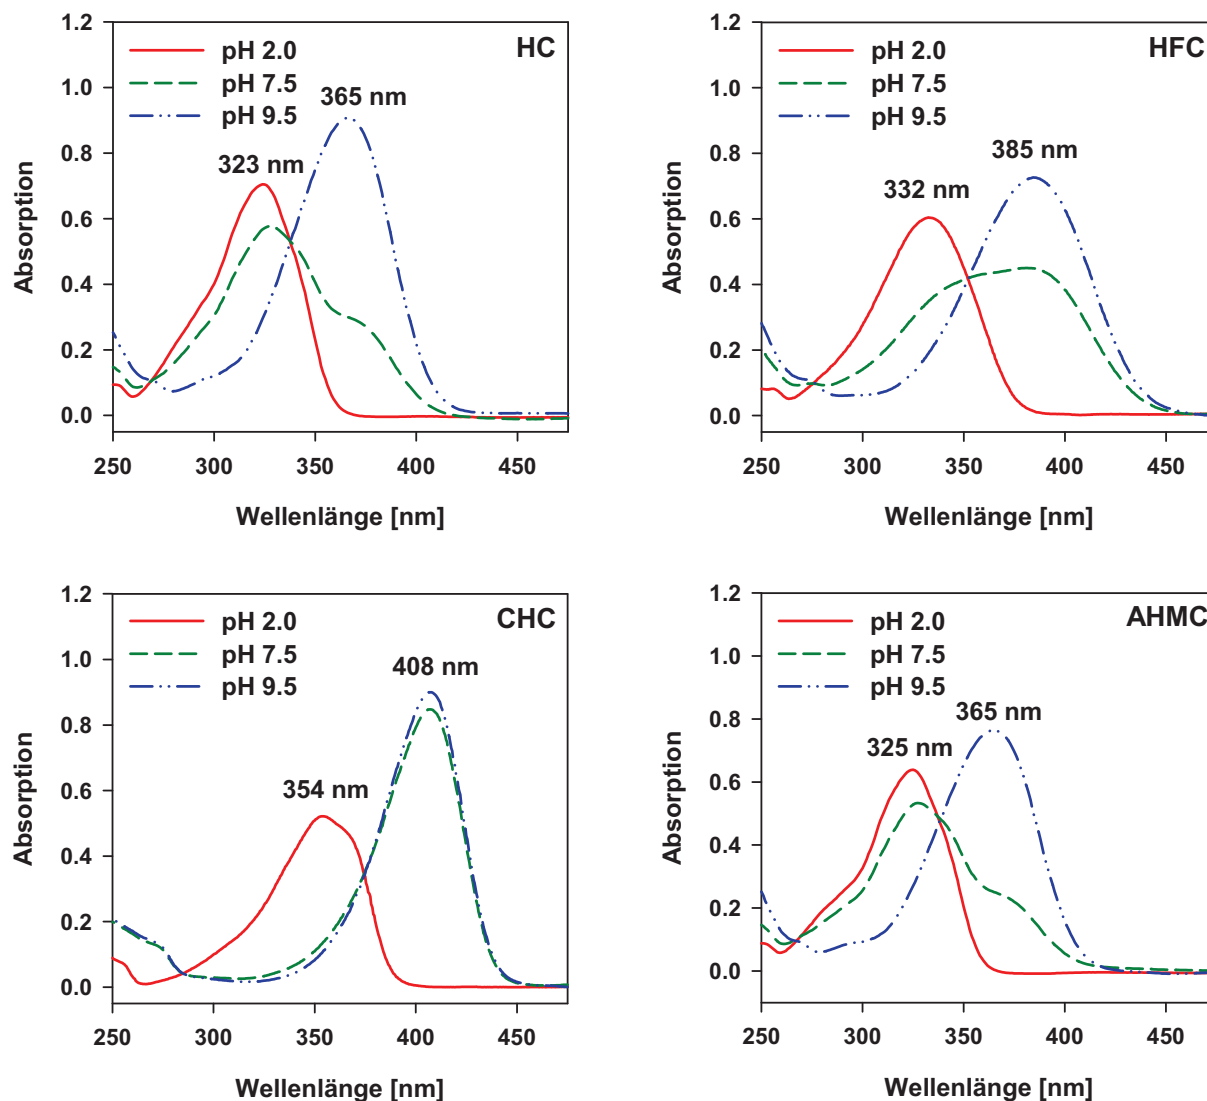 HC
pH 2.0
pH 7.5
pH 9.5
323 nm
365 nm
1.2
1.0
0.8
0.6
0.4
0.2
0.0
Absorption
250 300 350 400 450
Wellenlänge [nm]
HFC
pH 2.0
pH 7.5
pH 9.5
332 nm
385 nm
1.2
1.0
0.8
0.6
0.4
0.2
0.0
Absorption
250 300 350 400 450
Wellenlänge [nm]
CHC
pH 2.0
pH 7.5
pH 9.5
354 nm
408 nm
1.2
1.0
0.8
0.6
0.4
0.2
0.0
Absorption
250 300 350 400 450
Wellenlänge [nm]
AHMC
pH 2.0
pH 7.5
pH 9.5
325 nm
365 nm
1.2
1.0
0.8
0.6
0.4
0.2
0.0
Absorption
250 300 350 400 450
Wellenlänge [nm]